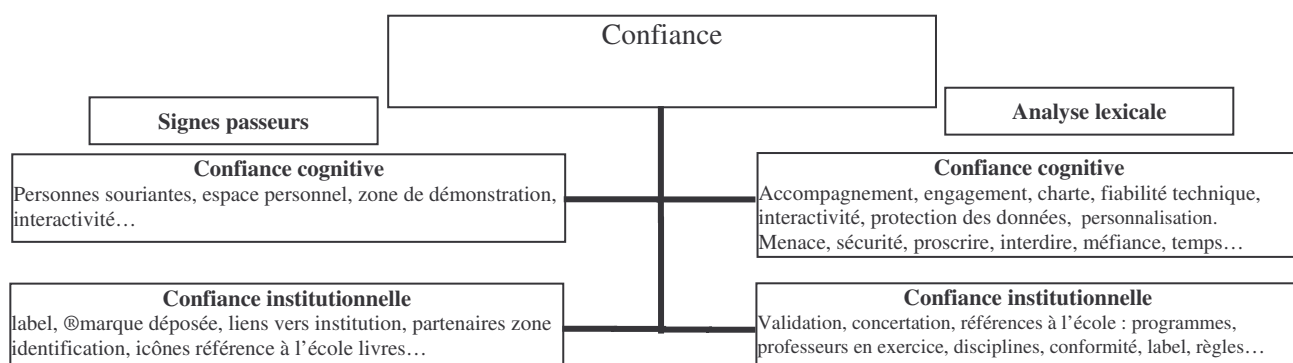 Confiance
Signes passeurs
Analyse lexicale
Confiance cognitive
Personnes souriantes, espace personnel, zone de démonstration,
interactivité…
Confiance cognitive
Accompagnement, engagement, charte, fiabilité technique,
interactivité, protection des données, personnalisation.
Menace, sécurité, proscrire, interdire, méfiance, temps…
Confiance institutionnelle
label, ®marque déposée, liens vers institution, partenaires zone
identification, icônes référence à l’école livres…
Confiance institutionnelle
Validation, concertation, références à l’école : programmes,
professeurs en exercice, disciplines, conformité, label, règles…